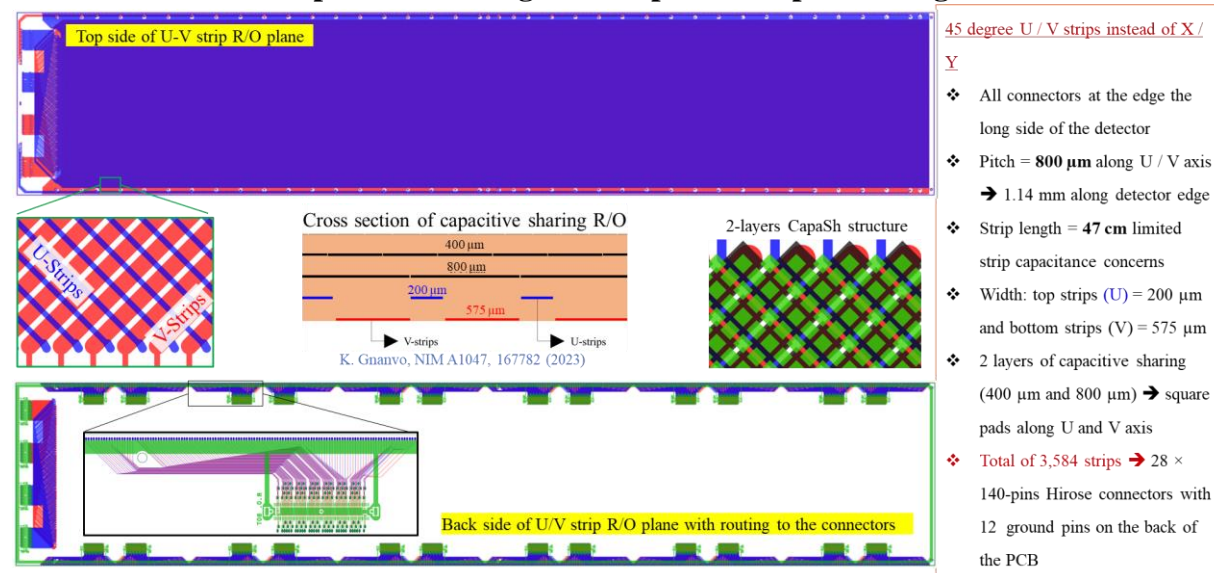 Top side of U-V strip R/O plane
U-Strips
V-Strips
Cross section of capacitive sharing R/O
400 µm
800 µm
200 µm
575 µm
V-strips
U-strips
K. Gnanvo, NIM A1047, 167782 (2023)
2-layers CapaSh structure
Back side of U/V strip R/O plane with routing to the connectors
45 degree U / V strips instead of X /
Y
❖ All connectors at the edge the
long side of the detector
❖ Pitch = 800 µm along U / V axis
➔ 1.14 mm along detector edge
❖ Strip length = 47 cm limited
strip capacitance concerns
❖ Width: top strips (U) = 200 µm
and bottom strips (V) = 575 µm
❖ 2 layers of capacitive sharing
(400 µm and 800 µm) ➔ square
pads along U and V axis
❖ Total of 3,584 strips ➔ 28 ×
140-pins Hirose connectors with
12 ground pins on the back of
the PCB